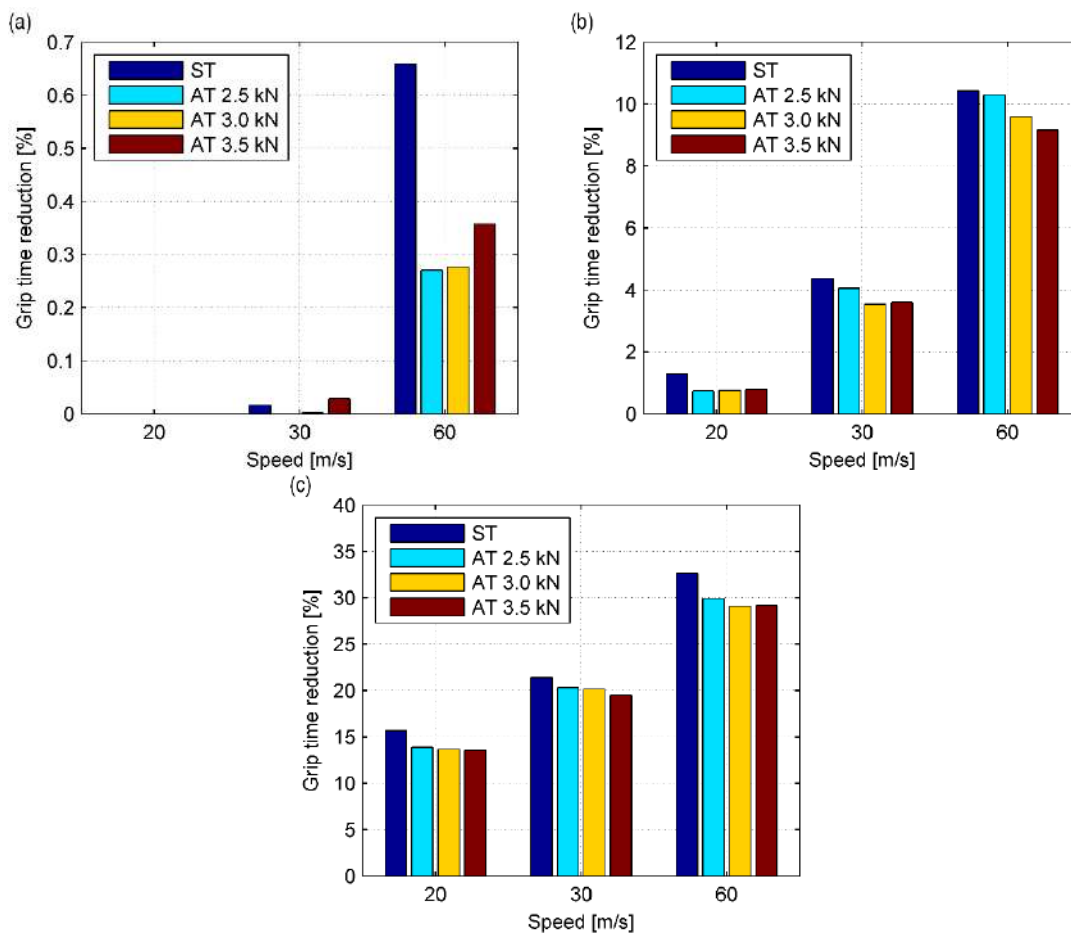 (a)
0.7
0.6
0.5
0.4
0.3
0.2
0.1
0
Grip time reduction [%]
ST
AT 2.5 kN
AT 3.0 kN
AT 3.5 kN
20 30 60
Speed [m/s]
(b)
12
10
8
6
4
2
0
Grip time reduction [%]
ST
AT 2.5 kN
AT 3.0 kN
AT 3.5 kN
20 30 60
Speed [m/s]
(c)
40
35
30
25
20
15
10
5
0
Grip time reduction [%]
ST
AT 2.5 kN
AT 3.0 kN
AT 3.5 kN
20 30 60
Speed [m/s]